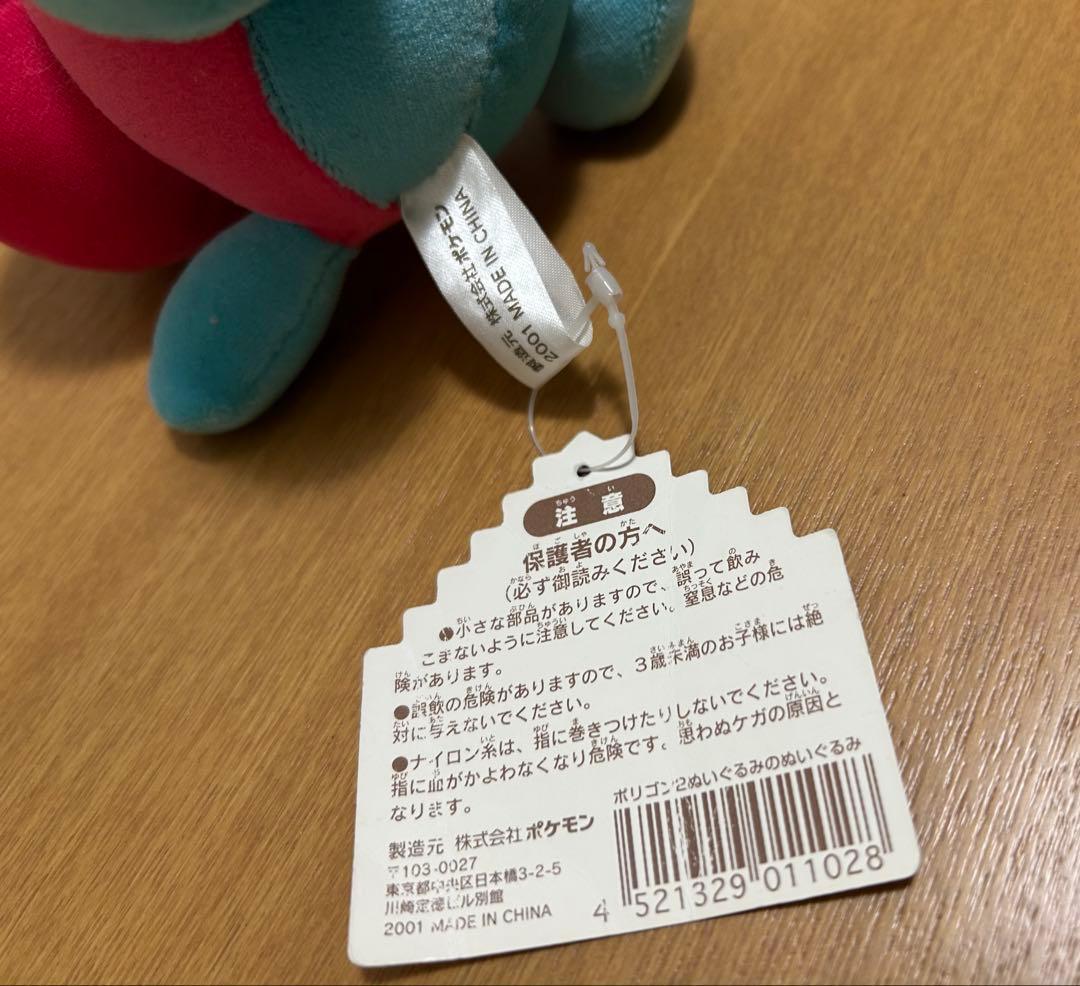 製造元 株式会社ポケモン
2001 MADE IN CHINA
注意
保護者の方へ
(必ず御読みください)
●小さな部品がありますので、誤って飲み
こまないように注意してください。窒息などの危
険があります。
●誤飲の危険がありますので、3歳未満のお子様には絶
対に与えないでください。
●ナイロン糸は、指に巻きつけたりしないでください。
指に血がかよわなくなり危険です。思わぬケガの原因と
なります。
ポリゴン2ぬいぐるみのぬいぐるみ
製造元 株式会社ポケモン
〒103-0027
東京都中央区日本橋3-2-5
川崎定徳ビル別館
2001 MADE IN CHINA
4 521329 011028